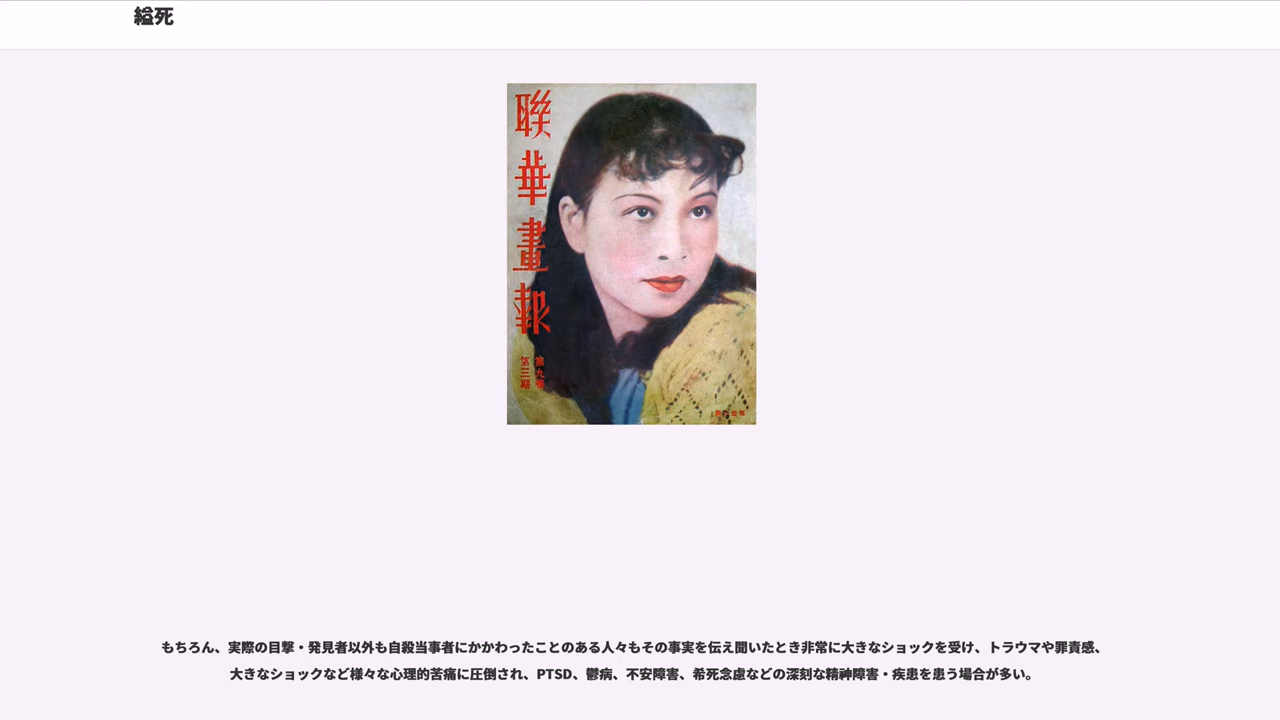 縊死
聯華畫報
第九卷
第三期
もちろん、実際の目撃・発見者以外も自殺当事者にかかわったことのある人々もその事実を伝え聞いたとき非常に大きなショックを受け、トラウマや罪責感、
大きなショックなど様々な心理的苦痛に圧倒され、PTSD、鬱病、不安障害、希死念慮などの深刻な精神障害・疾患を患う場合が多い。